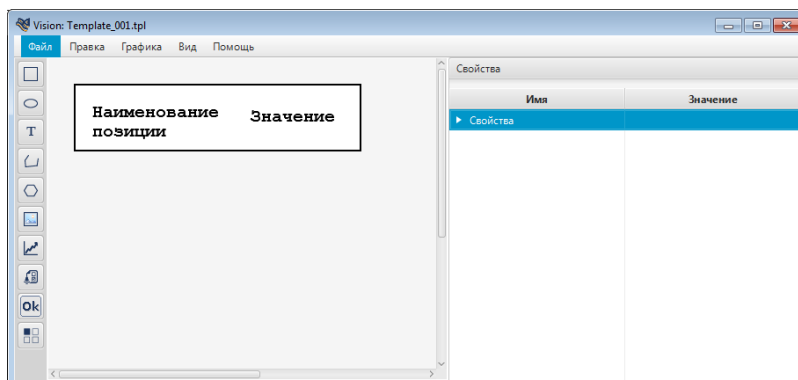 Vision: Template_001.tpl
Файл Правка Графика Вид Помощь
Свойства
Имя Значение
Свойства
Наименование Значение
позиции
T
Ok